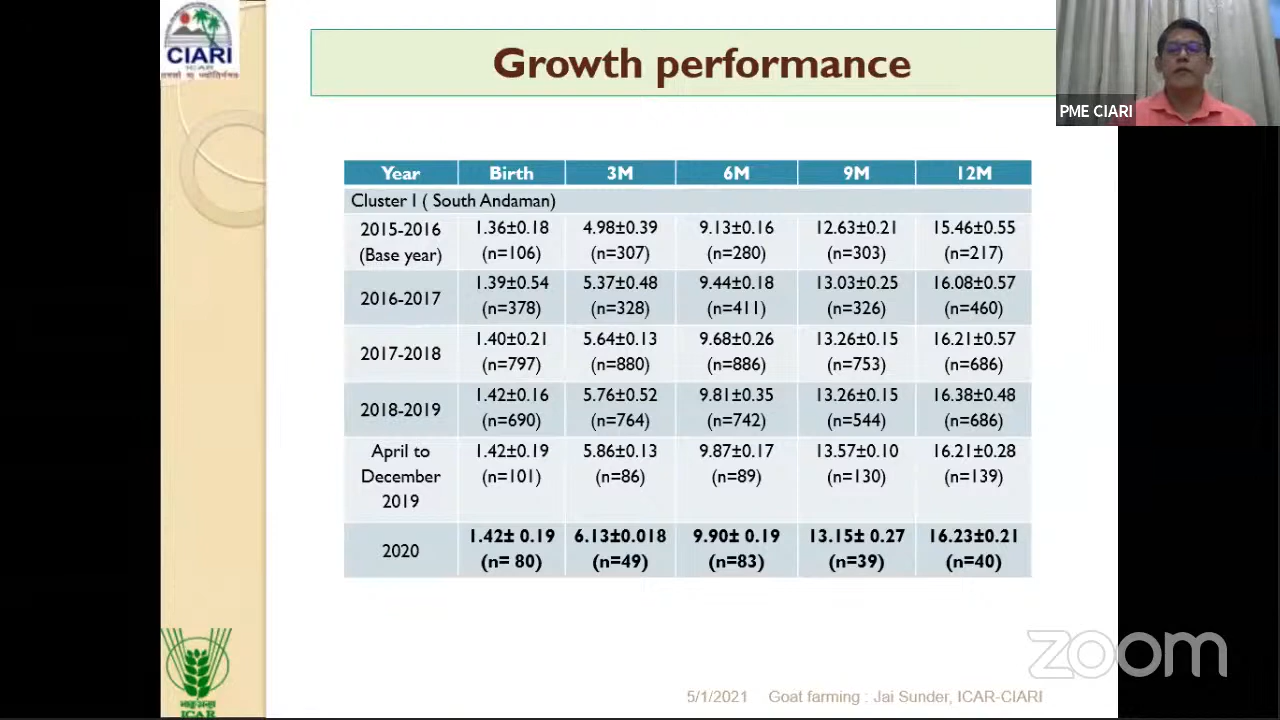 CIARI
Growth performance
PME CIARI
Year Birth 3M 6M 9M 12M
Cluster I ( South Andaman)
2015-2016 (Base year) 1.36±0.18 (n=106) 4.98±0.39 (n=307) 9.13±0.16 (n=280) 12.63±0.21 (n=303) 15.46±0.55 (n=217)
2016-2017 1.39±0.54 (n=378) 5.37±0.48 (n=328) 9.44±0.18 (n=411) 13.03±0.25 (n=326) 16.08±0.57 (n=460)
2017-2018 1.40±0.21 (n=797) 5.64±0.13 (n=880) 9.68±0.26 (n=886) 13.26±0.15 (n=753) 16.21±0.57 (n=686)
2018-2019 1.42±0.16 (n=690) 5.76±0.52 (n=764) 9.81±0.35 (n=742) 13.26±0.15 (n=544) 16.38±0.48 (n=686)
April to December 2019 1.42±0.19 (n=101) 5.86±0.13 (n=86) 9.87±0.17 (n=89) 13.57±0.10 (n=130) 16.21±0.28 (n=139)
2020 1.42± 0.19 (n= 80) 6.13±0.018 (n=49) 9.90± 0.19 (n=83) 13.15± 0.27 (n=39) 16.23±0.21 (n=40)
zoom
5/1/2021 Goat farming : Jai Sunder, ICAR-CIARI
ICAR